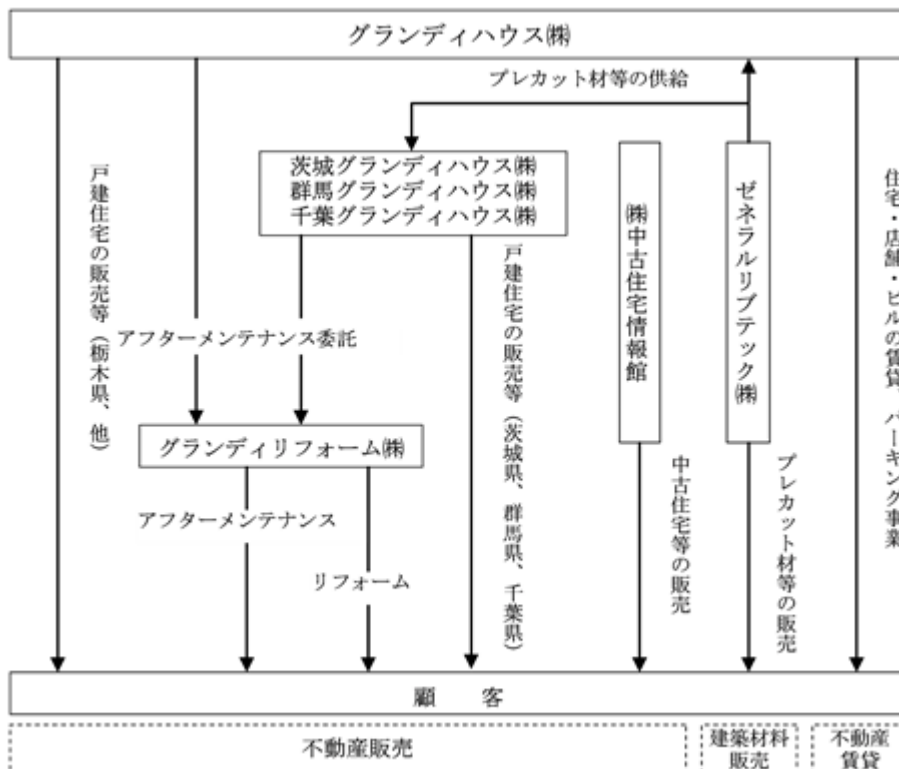 グランディハウス㈱
プレカット材等の供給
茨城グランディハウス㈱
群馬グランディハウス㈱
千葉グランディハウス㈱
㈱中古住宅情報館
ゼネラルリブテック㈱
戸建住宅の販売等（栃木県、他）
アフターメンテナンス委託
戸建住宅の販売等（茨城県、群馬県、千葉県）
住宅・店舗・ビルの賃貸、パーキング事業
グランディリフォーム㈱
アフターメンテナンス
リフォーム
中古住宅等の販売
プレカット材等の販売
顧　客
不動産販売
建築材料
販売
不動産
賃貸